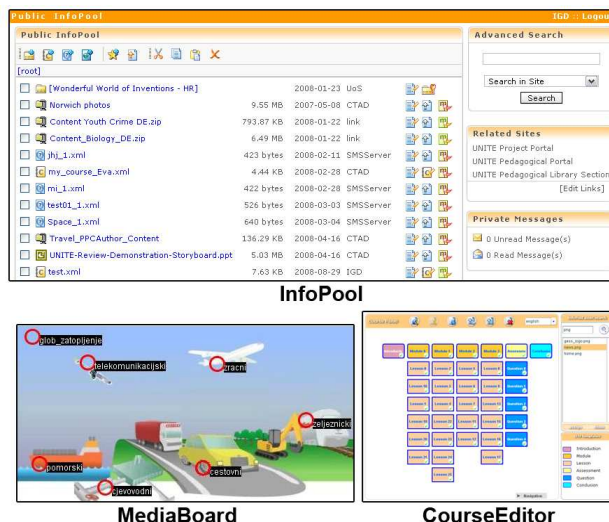 Public InfoPool IGD :: Logou
Public InfoPool
[root]
[Wonderful World of Inventions - HR] 2008-01-23 UoS
Norwich photos 9.55 MB 2007-05-08 CTAD
Content Youth Crime DE.zip 793.87 KB 2008-01-22 link
Content_Biology_DE.zip 6.49 MB 2008-01-22 link
jhj_1.xml 423 bytes 2008-02-11 SMSServer
my_course_Eva.xml 4.44 KB 2008-02-28 CTAD
mi_1.xml 422 bytes 2008-02-28 SMSServer
test01_1.xml 526 bytes 2008-03-03 SMSServer
Space_1.xml 640 bytes 2008-03-04 SMSServer
Travel_PPCAuthor_Content 136.29 KB 2008-04-16 CTAD
UNITE-Review-Demonstration-Storyboard.ppt 5.03 MB 2008-04-16 CTAD
test.xml 7.63 KB 2008-08-29 IGD
Advanced Search
Search in Site
Search
Related Sites
UNITE Project Portal
UNITE Pedagogical Portal
UNITE Pedagogical Library Section
[Edit Links]
Private Messages
0 Unread Message(s)
0 Read Message(s)
InfoPool
glob_zatopljenje
telekomunikacijski
zracni
zeljeznicki
pomorski
cestovni
cjevovodni
MediaBoard
english
png
Introduction
Module
Lesson
Assessment
Question
Conclusion
CourseEditor